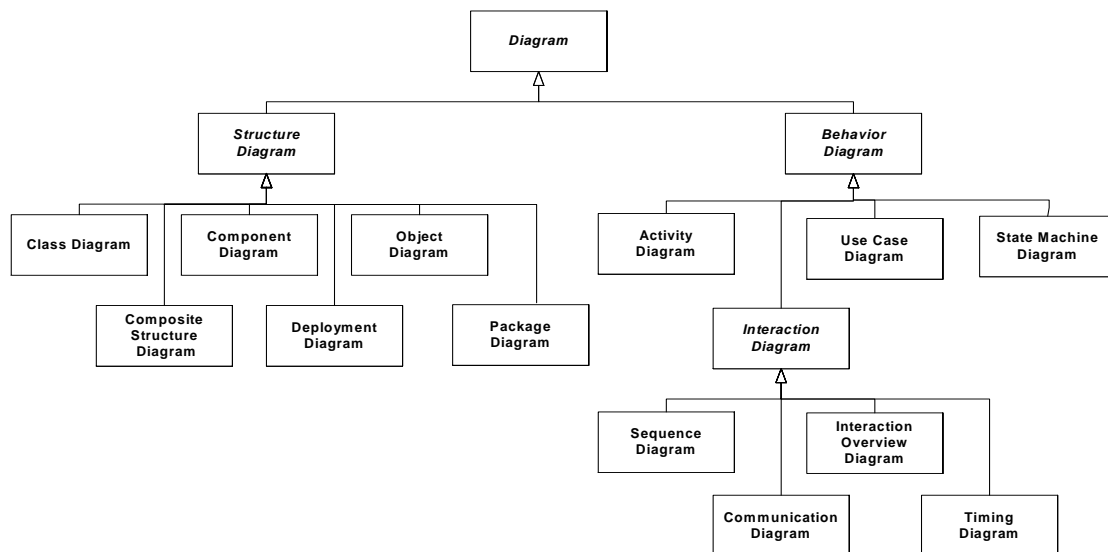 Diagram
Structure
Diagram
Behavior
Diagram
Class Diagram
Component
Diagram
Object
Diagram
Activity
Diagram
Use Case
Diagram
State Machine
Diagram
Composite
Structure
Diagram
Deployment
Diagram
Package
Diagram
Interaction
Diagram
Sequence
Diagram
Interaction
Overview
Diagram
Communication
Diagram
Timing
Diagram